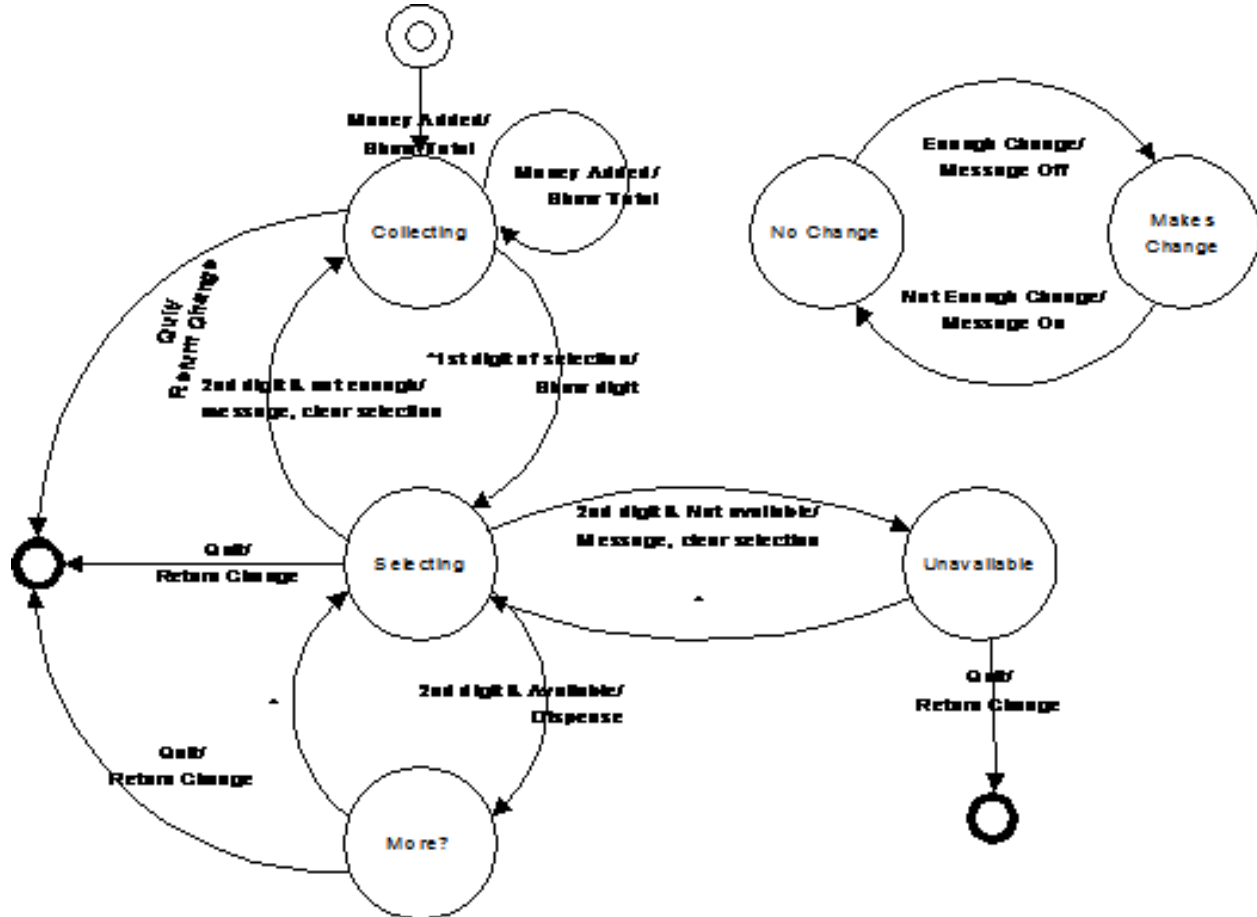 Money Added/
Show Total
Money Added/
Show Total
Collecting
Quit/
Return Change
2nd digit & not enough/
message, clear selection
*1st digit of selection/
Show digit
Enough Change/
Message Off
No Change
Makes
Change
Not Enough Change/
Message On
Quit/
Return Change
Selecting
2nd digit & Not available/
Message, clear selection
*
Unavailable
Quit/
Return Change
*
2nd digit & Available/
Dispense
Quit/
Return Change
More?